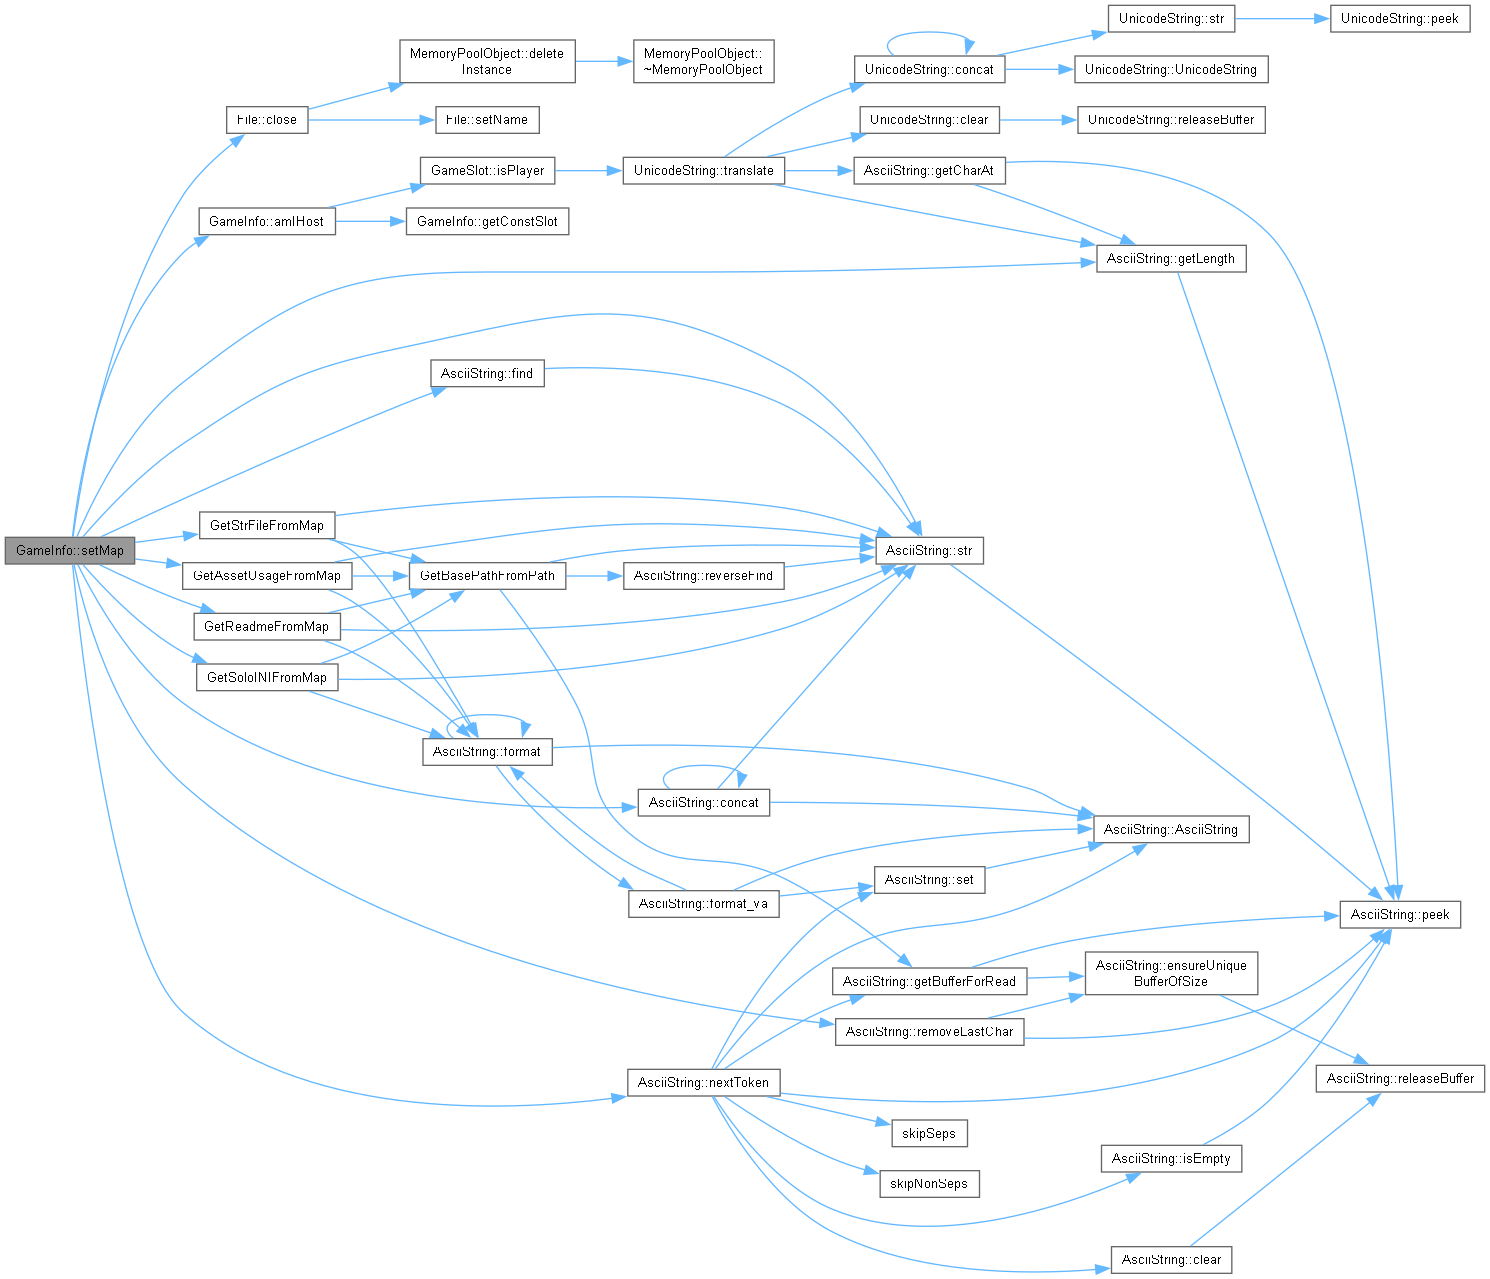 UnicodeString::str
UnicodeString::peek
MemoryPoolObject::delete
Instance
MemoryPoolObject::
~MemoryPoolObject
UnicodeString::concat
UnicodeString::UnicodeString
File::close
File::setName
UnicodeString::clear
UnicodeString::releaseBuffer
GameSlot::isPlayer
UnicodeString::translate
AsciiString::getCharAt
GameInfo::amIHost
GameInfo::getConstSlot
AsciiString::getLength
AsciiString::find
GetStrFileFromMap
GameInfo::setMap
AsciiString::str
GetAssetUsageFromMap
GetBasePathFromPath
AsciiString::reverseFind
GetReadmeFromMap
GetSoloINIFromMap
AsciiString::format
AsciiString::concat
AsciiString::AsciiString
AsciiString::set
AsciiString::format_va
AsciiString::peek
AsciiString::ensureUnique
BufferOfSize
AsciiString::getBufferForRead
AsciiString::removeLastChar
AsciiString::nextToken
AsciiString::releaseBuffer
skipSeps
AsciiString::isEmpty
skipNonSeps
AsciiString::clear